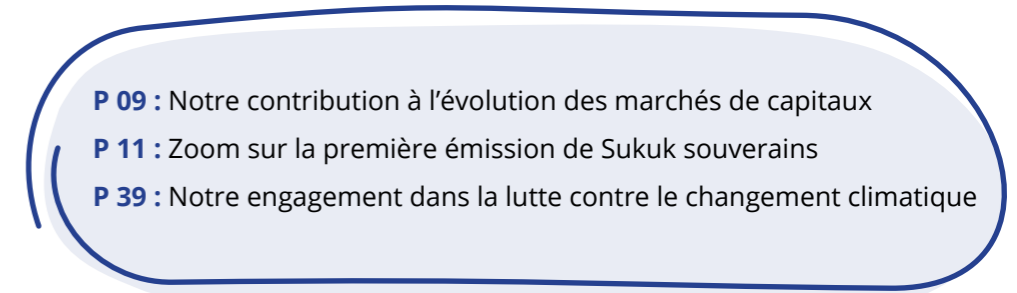 P 09 : Notre contribution à l’évolution des marchés de capitaux
P 11 : Zoom sur la première émission de Sukuk souverains
P 39 : Notre engagement dans la lutte contre le changement climatique